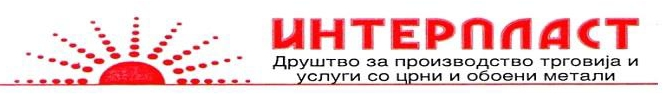 ИНТЕРПЛАСТ
Друштво за производство трговија и
услуги со црни и обоени метали